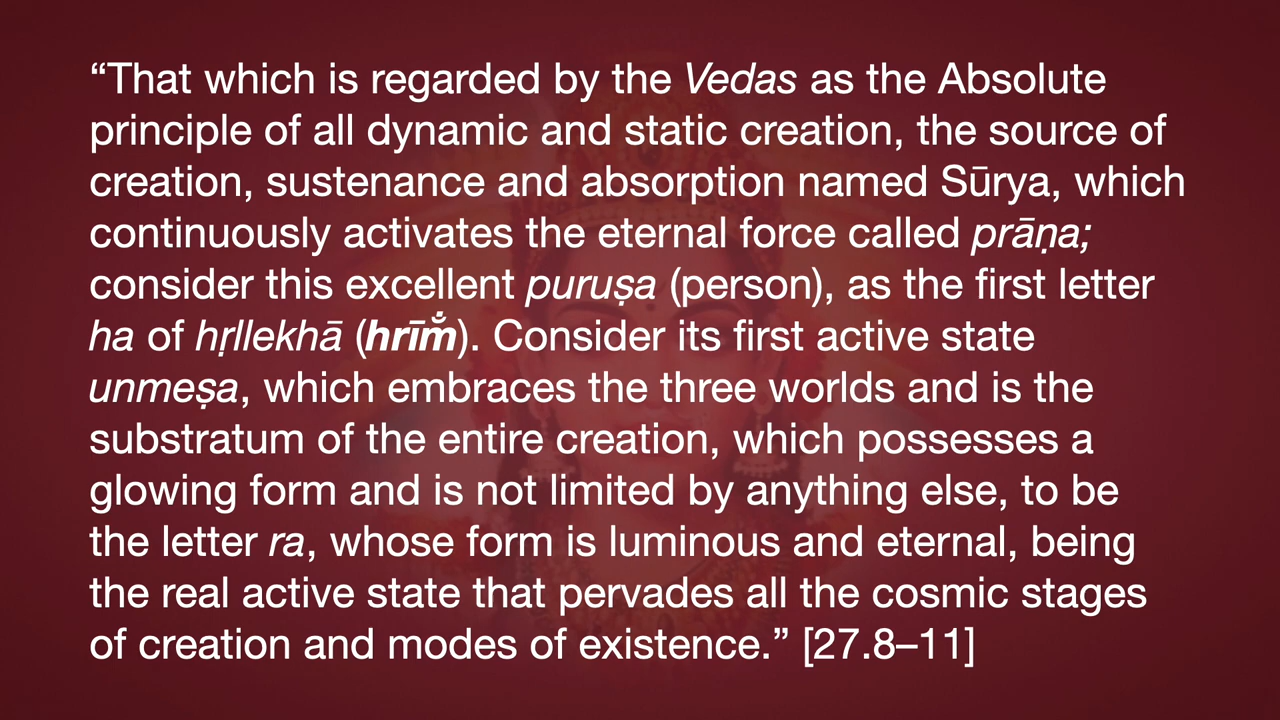 “That which is regarded by the Vedas as the Absolute
principle of all dynamic and static creation, the source of
creation, sustenance and absorption named Sūrya, which
continuously activates the eternal force called prāṇa;
consider this excellent puruṣa (person), as the first letter
ha of hṛllekhā (hrīm̐). Consider its first active state
unmeṣa, which embraces the three worlds and is the
substratum of the entire creation, which possesses a
glowing form and is not limited by anything else, to be
the letter ra, whose form is luminous and eternal, being
the real active state that pervades all the cosmic stages
of creation and modes of existence.” [27.8–11]